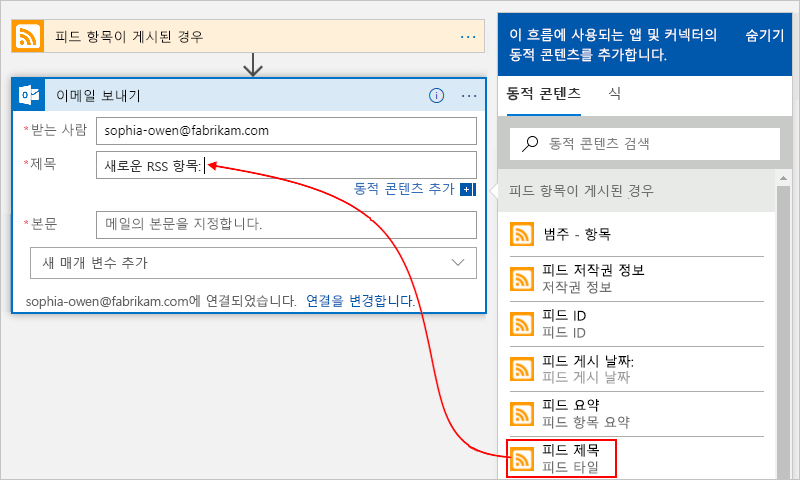 피드 항목이 게시된 경우
이메일 보내기
*받는 사람
sophia-owen@fabrikam.com
*제목
새로운 RSS 항목:
동적 콘텐츠 추가
*본문
메일의 본문을 지정합니다.
새 매개 변수 추가
sophia-owen@fabrikam.com에 연결되었습니다. 연결을 변경합니다.
이 흐름에 사용되는 앱 및 커넥터의
동적 콘텐츠를 추가합니다.
숨기기
동적 콘텐츠
식
동적 콘텐츠 검색
피드 항목이 게시된 경우
범주 - 항목
피드 저작권 정보
저작권 정보
피드 ID
피드 ID
피드 게시 날짜:
피드 게시 날짜
피드 요약
피드 항목 요약
피드 제목
피드 타일